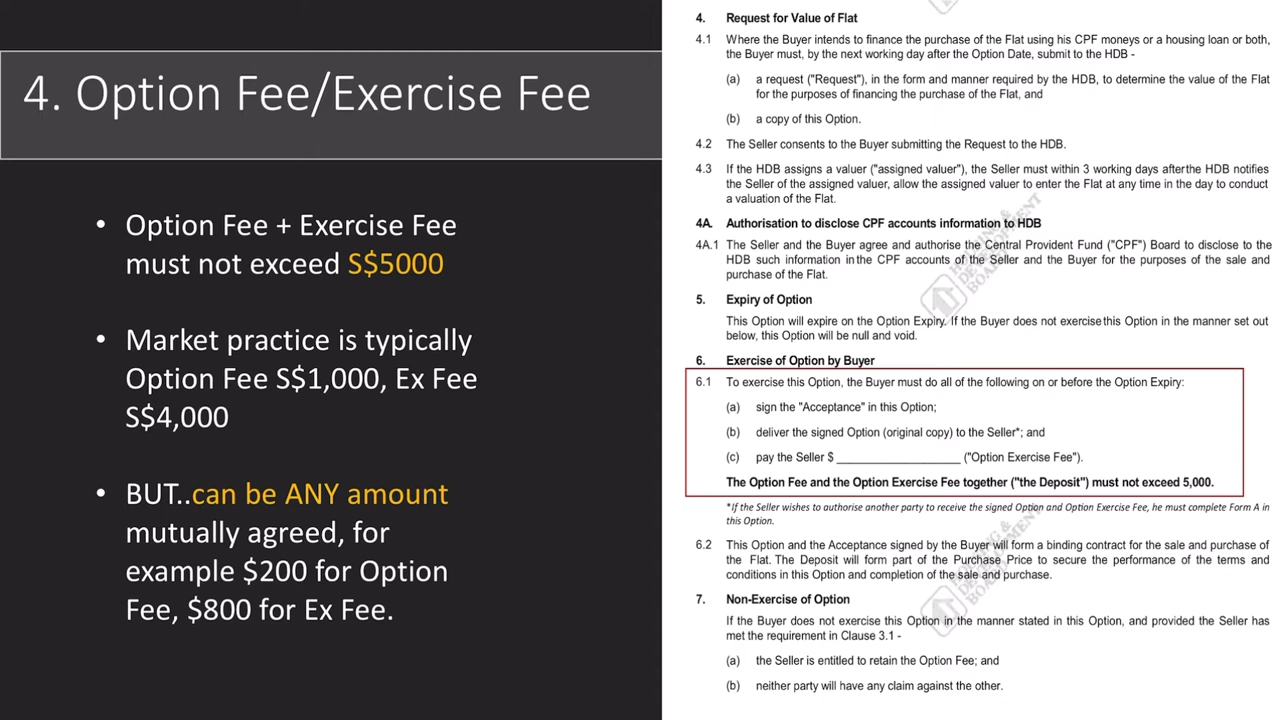 4. Option Fee/Exercise Fee
• Option Fee + Exercise Fee
must not exceed S$5000
• Market practice is typically
Option Fee S$1,000, Ex Fee
S$4,000
• BUT..can be ANY amount
mutually agreed, for
example $200 for Option
Fee, $800 for Ex Fee.
4. Request for Value of Flat
4.1 Where the Buyer intends to finance the purchase of the Flat using his CPF moneys or a housing loan or both,
the Buyer must, by the next working day after the Option Date, submit to the HDB -
(a) a request ("Request"), in the form and manner required by the HDB, to determine the value of the Flat
for the purposes of financing the purchase of the Flat, and
(b) a copy of this Option.
4.2 The Seller consents to the Buyer submitting the Request to the HDB.
4.3 If the HDB assigns a valuer ("assigned valuer"), the Seller must within 3 working days afterthe HDB notifies
the Seller of the assigned valuer, allow the assigned valuer to enter the Flat at any time in the day to conduct
a valuation of the Flat.
4A. Authorisation to disclose CPF accounts information to HDB
4A.1 The Seller and the Buyer agree and authorise the Central Provident Fund ("CPF") Board to disclose to the
HDB such information in the CPF accounts of the Seller and the Buyer for the purposes of the sale and
purchase of the Flat.
5. Expiry of Option
This Option will expire on the Option Expiry. If the Buyer does not exercise this Option in the manner set out
below, this Option will be null and void.
6. Exercise of Option by Buyer
6.1 To exercise this Option, the Buyer must do all of the following on or before the Option Expiry:
(a) sign the "Acceptance" in this Option;
(b) deliver the signed Option (original copy) to the Seller*; and
(c) pay the Seller $ ____________________ ("Option Exercise Fee").
The Option Fee and the Option Exercise Fee together ("the Deposit") must not exceed 5,000.
*If the Seller wishes to authorise another party to receive the signed Option and Option Exercise Fee, he must complete Form A in
this Option.
6.2 This Option and the Acceptance signed by the Buyer will form a binding contract for the sale and purchase of
the Flat. The Deposit will form part of the Purchase Price to secure the performance of the terms and
conditions in this Option and completion of the sale and purchase.
7. Non-Exercise of Option
If the Buyer does not exercise this Option in the manner stated in this Option, and provided the Seller has
met the requirement in Clause 3.1 -
(a) the Seller is entitled to retain the Option Fee; and
(b) neither party will have any claim against the other.
HOUSING &
DEVELOPMENT
BOARD